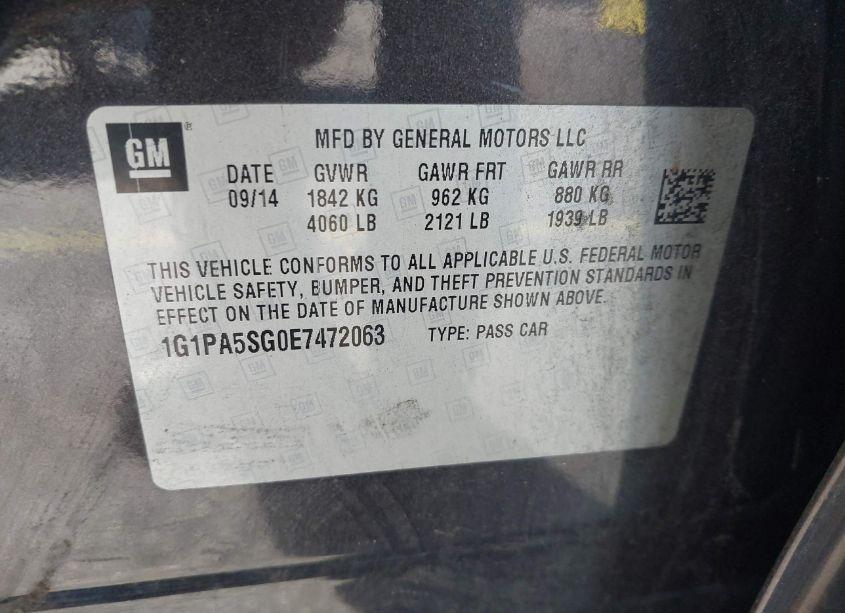 GM ®
MFD BY GENERAL MOTORS LLC
DATE GVWR GAWR FRT GAWR RR
09/14 1842 KG 962 KG 880 KG
4060 LB 2121 LB 1939 LB
THIS VEHICLE CONFORMS TO ALL APPLICABLE U.S. FEDERAL MOTOR
VEHICLE SAFETY, BUMPER, AND THEFT PREVENTION STANDARDS IN
EFFECT ON THE DATE OF MANUFACTURE SHOWN ABOVE.
1G1PA5SG0E7472063 TYPE: PASS CAR